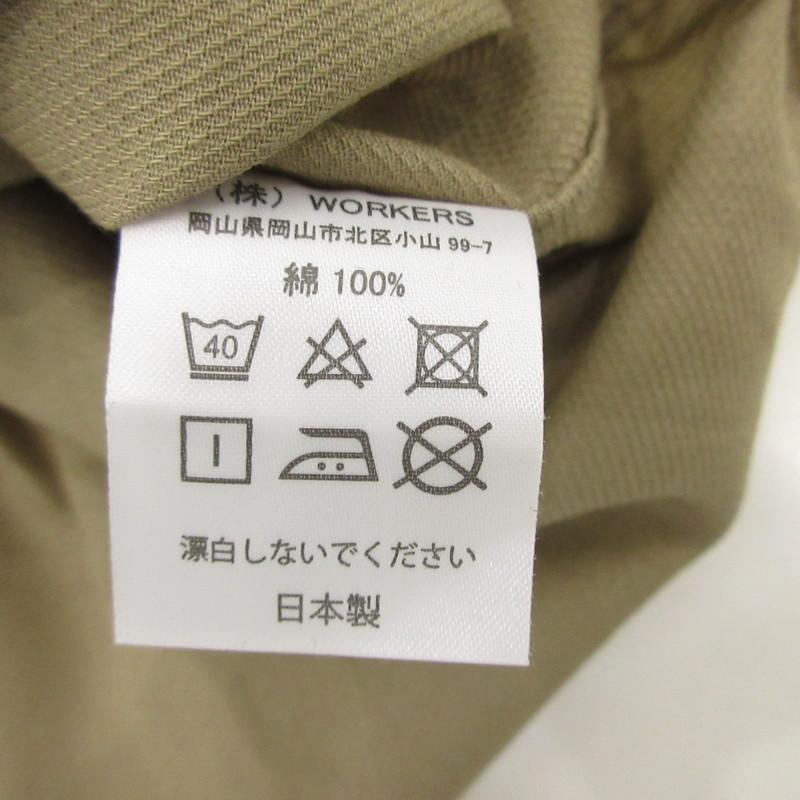 （株） WORKERS
岡山県岡山市北区小山 99-7
綿 100%
40
漂白しないでください
日本製